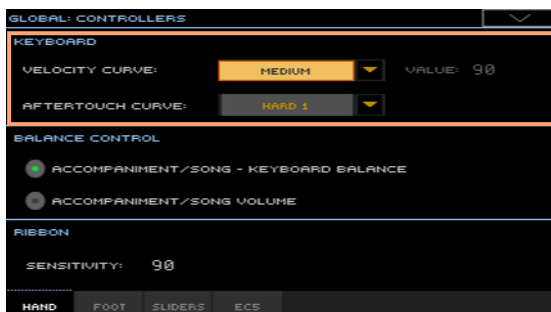 GLOBAL: CONTROLLERS
KEYBOARD
VELOCITY CURVE: MEDIUM VALUE: 90
AFTERTOUCH CURVE: HARD 1
BALANCE CONTROL
ACCOMPANIMENT/SONG - KEYBOARD BALANCE
ACCOMPANIMENT/SONG VOLUME
RIBBON
SENSITIVITY: 90
HAND FOOT SLIDERS EC5